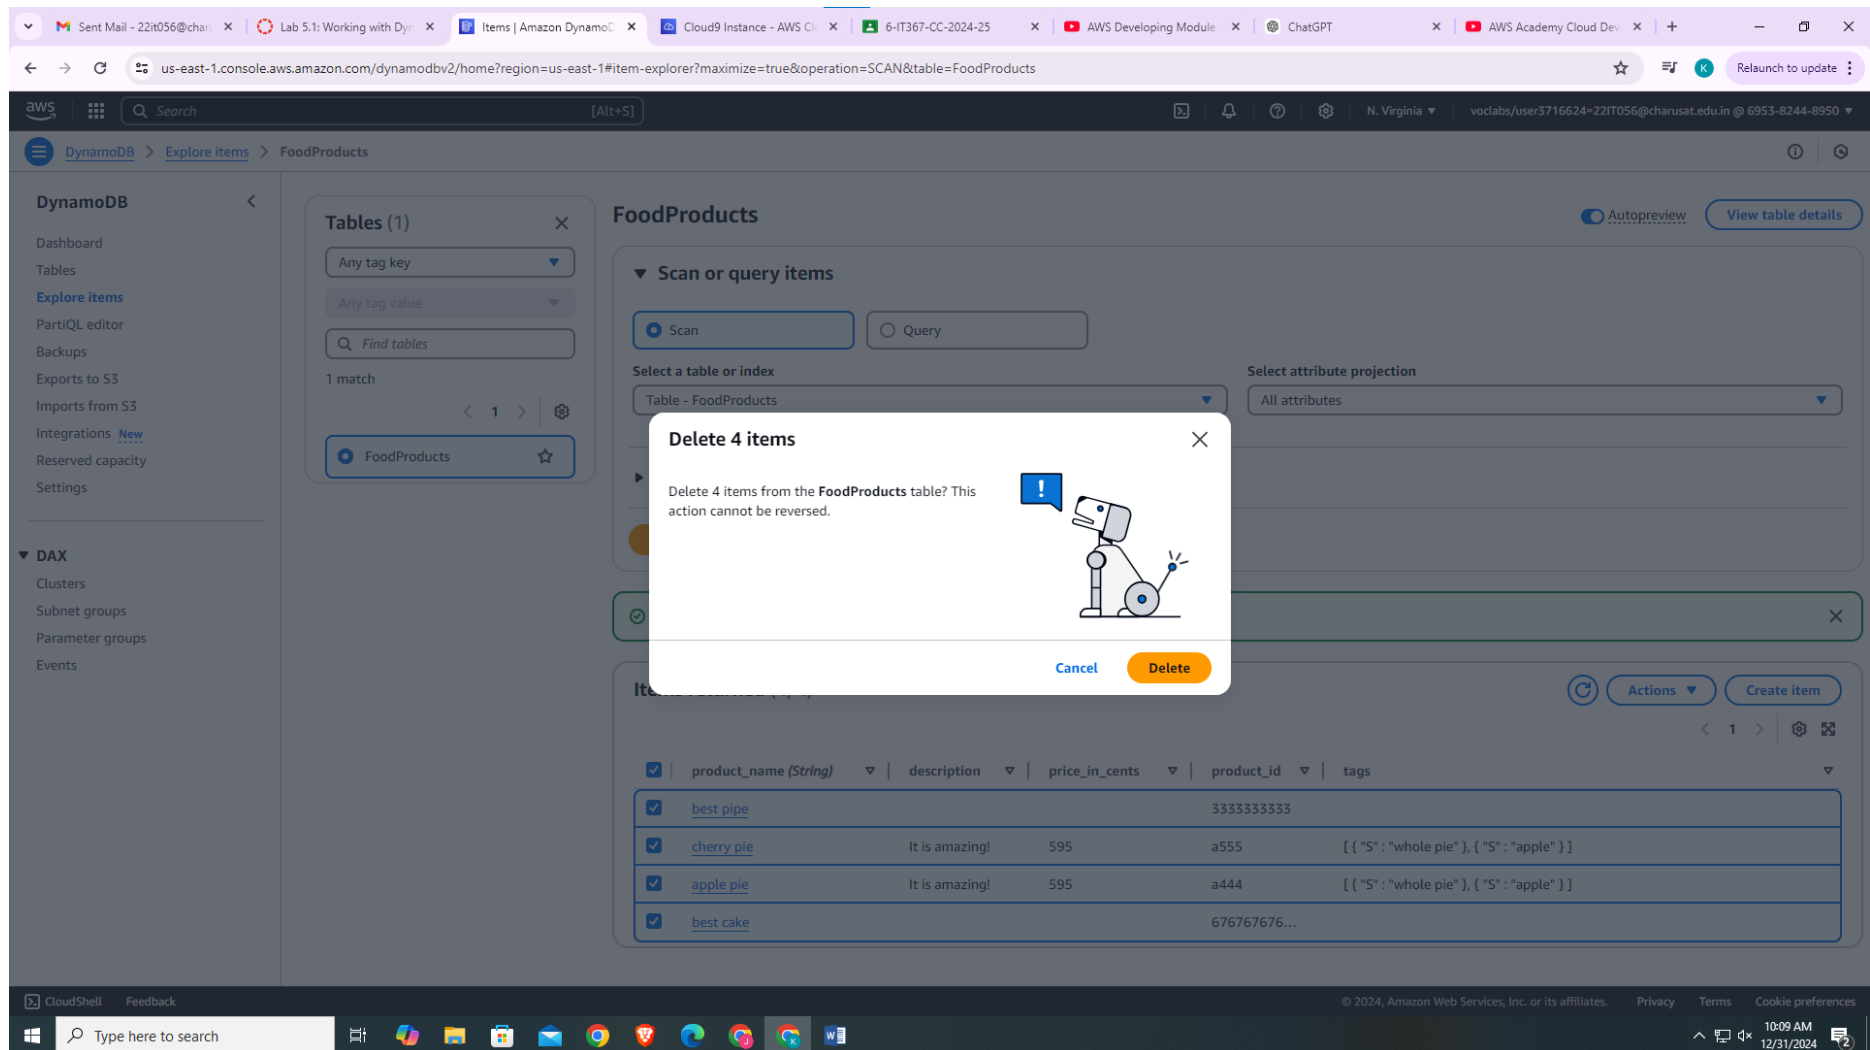 Sent Mail - 22it056@char
Lab 5.1: Working with Dyn
Items | Amazon DynamoD
Cloud9 Instance - AWS Cl
6-IT367-CC-2024-25
AWS Developing Module
ChatGPT
AWS Academy Cloud Dev
us-east-1.console.aws.amazon.com/dynamodbv2/home?region=us-east-1#item-explorer?maximize=true&operation=SCAN&table=FoodProducts
K
Relaunch to update
aws
Search
[Alt+S]
N. Virginia
voclabs/user3716624=22IT056@charusat.edu.in @ 6953-8244-8950
DynamoDB
Explore items
FoodProducts
DynamoDB
Dashboard
Tables
Explore items
PartiQL editor
Backups
Exports to S3
Imports from S3
Integrations New
Reserved capacity
Settings
DAX
Clusters
Subnet groups
Parameter groups
Events
Tables (1)
Any tag key
Any tag value
Find tables
1 match
1
FoodProducts
FoodProducts
Autopreview
View table details
Scan or query items
Scan
Query
Select a table or index
Table - FoodProducts
Select attribute projection
All attributes
Delete 4 items
Delete 4 items from the FoodProducts table? This
action cannot be reversed.
!
Cancel
Delete
Actions
Create item
1
product_name (String)
description
price_in_cents
product_id
tags
best pipe 3333333333
cherry pie It is amazing! 595 a555 [ { "S" : "whole pie" }, { "S" : "apple" } ]
apple pie It is amazing! 595 a444 [ { "S" : "whole pie" }, { "S" : "apple" } ]
best cake 676767676...
CloudShell
Feedback
© 2024, Amazon Web Services, Inc. or its affiliates.
Privacy
Terms
Cookie preferences
Type here to search
10:09 AM
12/31/2024
2